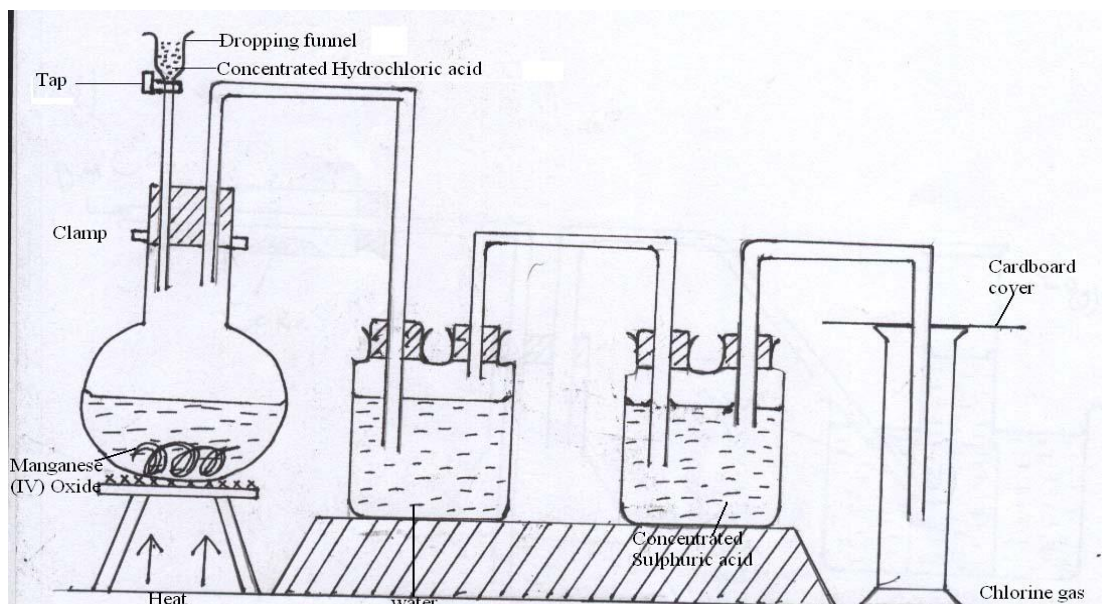 Dropping funnel
Concentrated Hydrochloric acid
Tap
Clamp
Cardboard
cover
Manganese
(IV) Oxide
Concentrated
Sulphuric acid
Heat
water
Chlorine gas